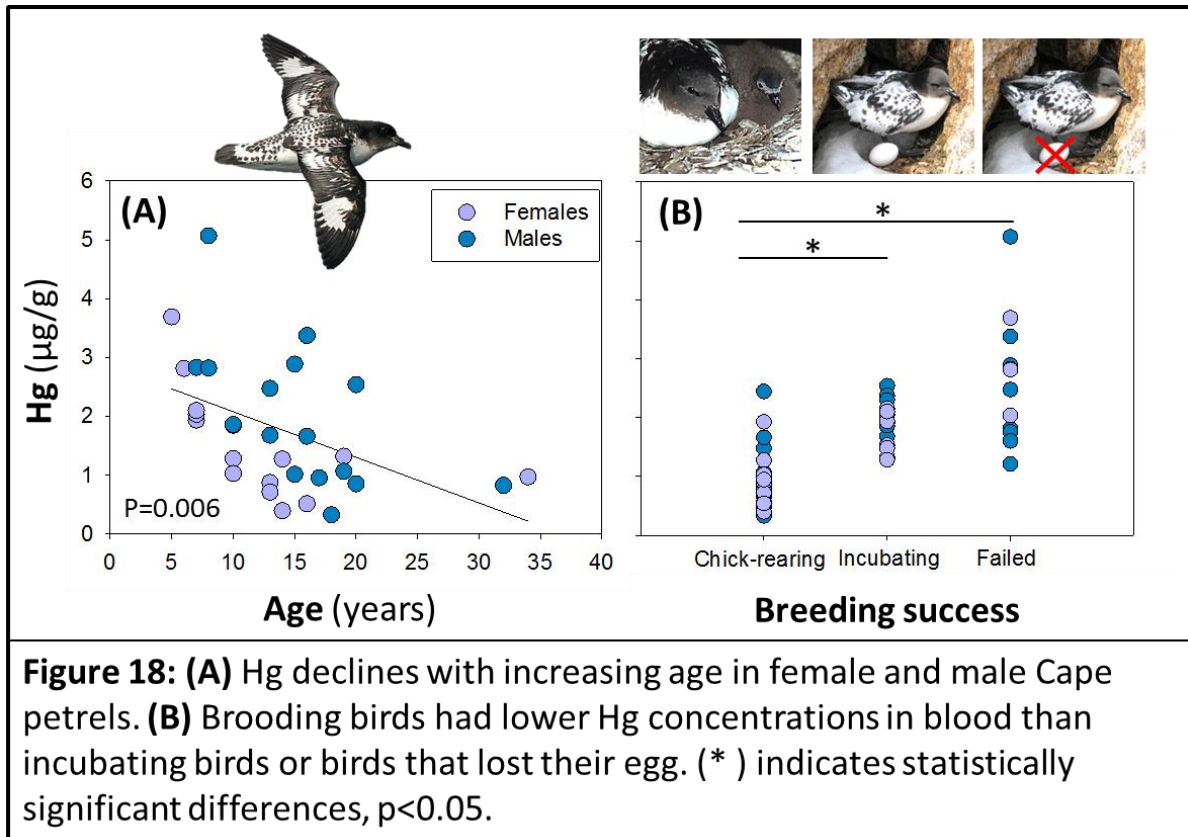 (A)
Females
Males
(B)
*
*
6
5
4
3
2
1
0
Hg (µg/g)
P=0.006
0 5 10 15 20 25 30 35 40
Age (years)
Chick-rearing Incubating Failed
Breeding success
Figure 18: (A) Hg declines with increasing age in female and male Cape
petrels. (B) Brooding birds had lower Hg concentrations in blood than
incubating birds or birds that lost their egg. (* ) indicates statistically
significant differences, p<0.05.